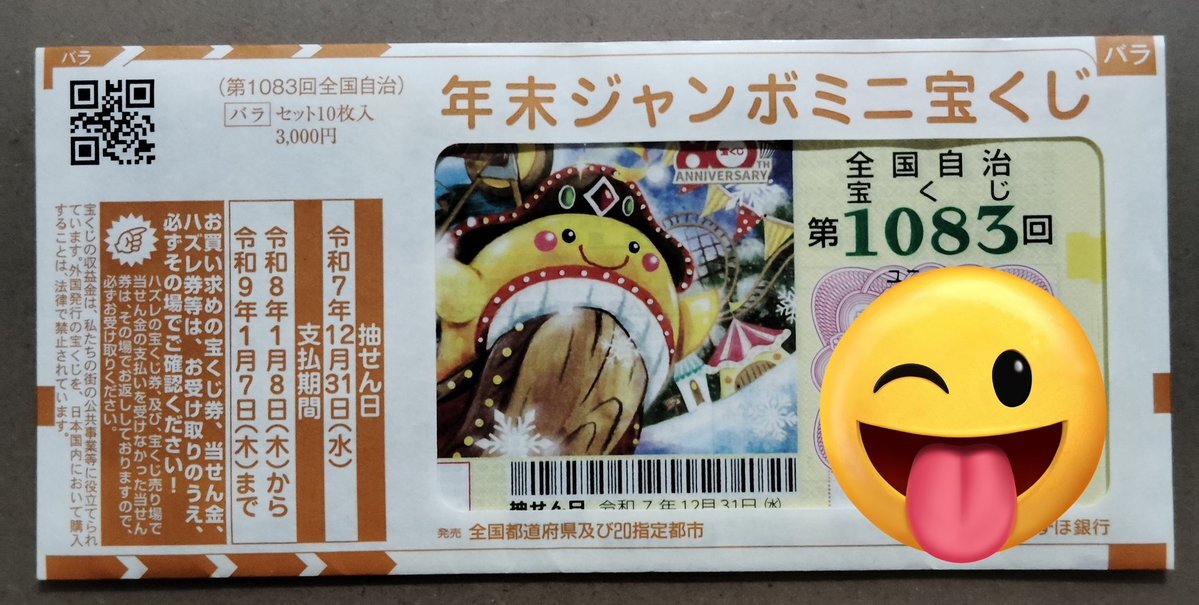 バラ
バラ
(第1083回全国自治)
バラ セット10枚入
3,000円
年末ジャンボミニ宝くじ
抽せん日
令和7年12月31日(水)
支払期間
令和8年1月8日(木)から
令和9年1月7日(木)まで
お買い求めの宝くじ券、当せん金、
ハズレ券等は、お受け取りのうえ、
必ずその場でご確認ください!
ハズレの宝くじ券、及び、宝くじ売り場で
当せん金の支払いを受けなかった当せん
券は、その場でお返ししておりますので、
必ずお受け取りください。
宝くじの収益金は、私たちの街の公共事業等に役立てられ
ています。外国発行の宝くじを、日本国内において購入
することは、法律で禁止されています。
宝くじ
80TH
ANNIVERSARY
全国自治
宝くじ
第1083回
抽せん日 令和7年12月31日(水)
発売 全国都道府県及び20指定都市
ほ銀行